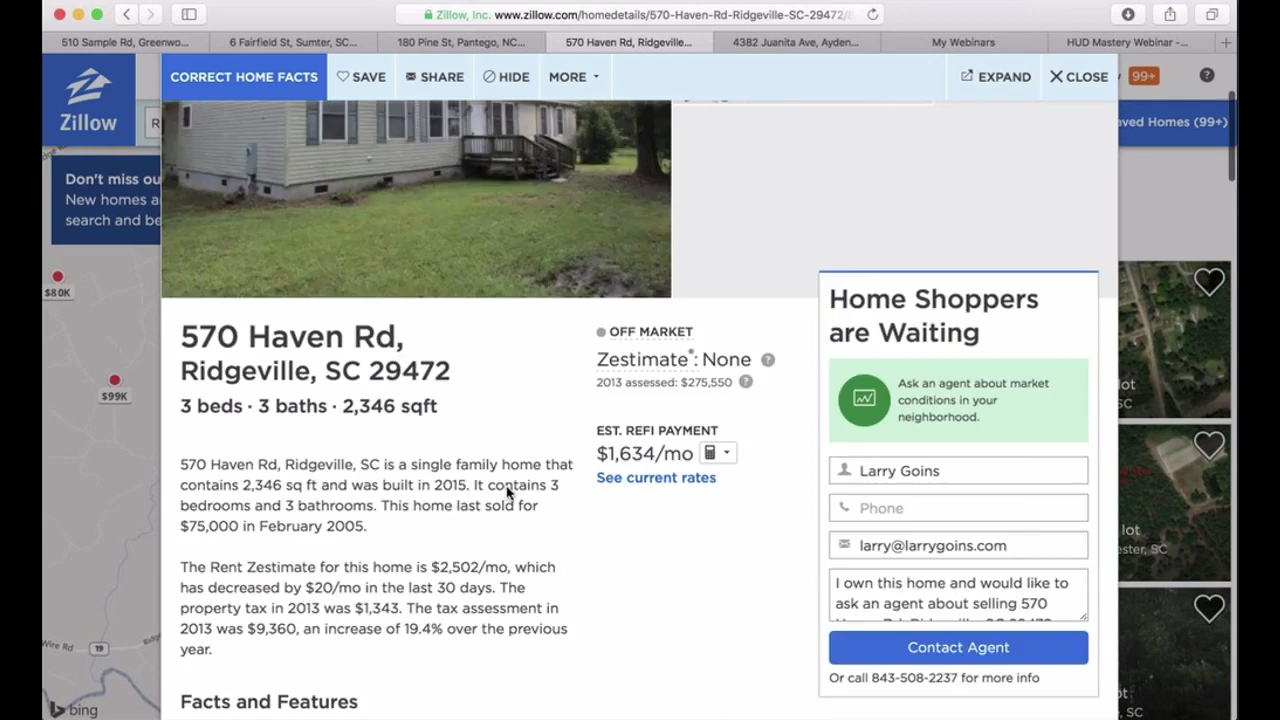 Zillow, Inc. www.zillow.com/homedetails/570-Haven-Rd-Ridgeville-SC-29472/
510 Sample Rd, Greenwo...
6 Fairfield St, Sumter, SC...
180 Pine St, Pantego, NC...
570 Haven Rd, Ridgeville...
4382 Juanita Ave, Ayden...
My Webinars
HUD Mastery Webinar -...
CORRECT HOME FACTS
SAVE
SHARE
HIDE
MORE
EXPAND
CLOSE
99+
Zillow
R
aved Homes (99+)
Don't miss ou
New homes a
search and be
$80K
$99K
570 Haven Rd,
Ridgeville, SC 29472
3 beds · 3 baths · 2,346 sqft
OFF MARKET
Zestimate®: None
2013 assessed: $275,550
EST. REFI PAYMENT
$1,634/mo
See current rates
570 Haven Rd, Ridgeville, SC is a single family home that
contains 2,346 sq ft and was built in 2015. It contains 3
bedrooms and 3 bathrooms. This home last sold for
$75,000 in February 2005.
The Rent Zestimate for this home is $2,502/mo, which
has decreased by $20/mo in the last 30 days. The
property tax in 2013 was $1,343. The tax assessment in
2013 was $9,360, an increase of 19.4% over the previous
year.
Facts and Features
Home Shoppers
are Waiting
Ask an agent about market
conditions in your
neighborhood.
Larry Goins
Phone
larry@larrygoins.com
I own this home and would like to
ask an agent about selling 570
Contact Agent
Or call 843-508-2237 for more info
lot
SC
lot
ester, SC
, SC
Wire Rd
19
bing